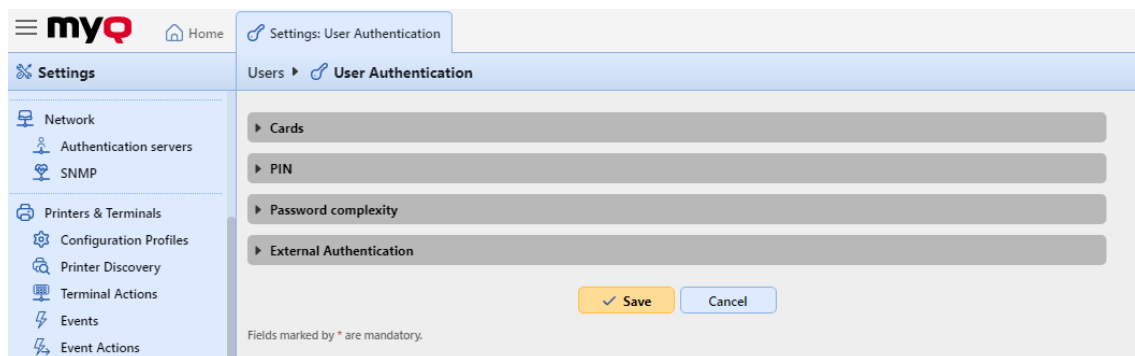 myQ
Home
Settings: User Authentication
Settings
Users
User Authentication
Network
Authentication servers
SNMP
Printers & Terminals
Configuration Profiles
Printer Discovery
Terminal Actions
Events
Event Actions
Cards
PIN
Password complexity
External Authentication
Save
Cancel
Fields marked by * are mandatory.